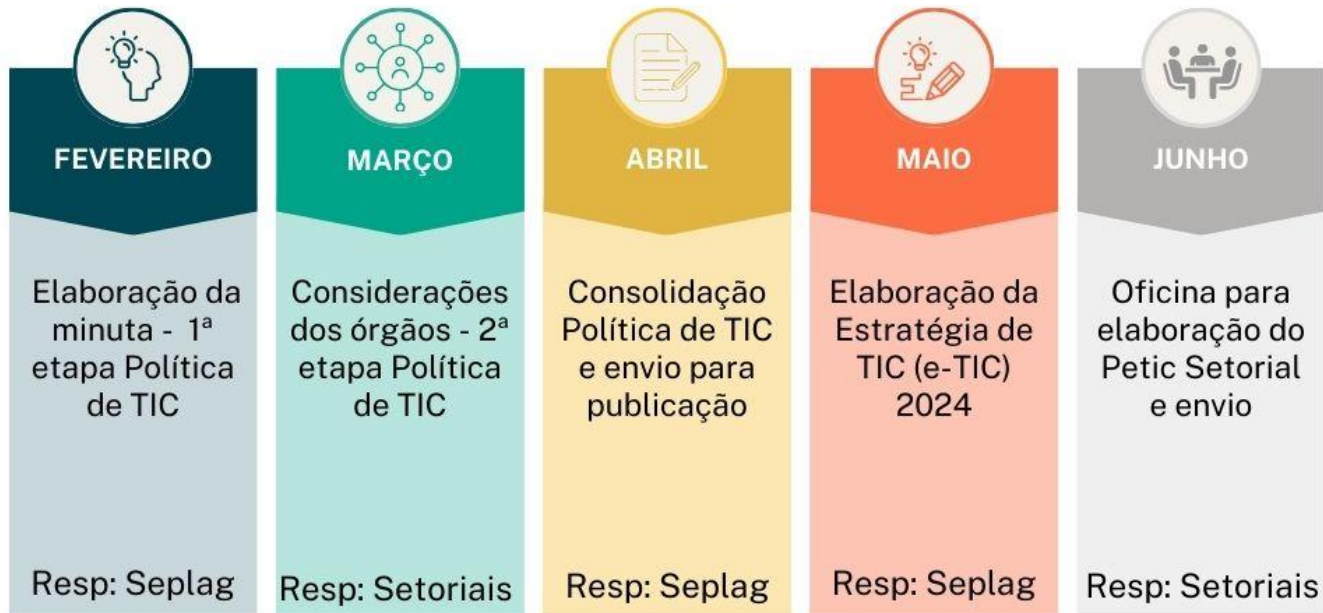 FEVEREIRO
Elaboração da
minuta - 1ª
etapa Política
de TIC
Resp: Seplag
MARÇO
Considerações
dos órgãos - 2ª
etapa Política
de TIC
Resp: Setoriais
ABRIL
Consolidação
Política de TIC
e envio para
publicação
Resp: Seplag
MAIO
Elaboração da
Estratégia de
TIC (e-TIC)
2024
Resp: Seplag
JUNHO
Oficina para
elaboração do
Petic Setorial
e envio
Resp: Setoriais